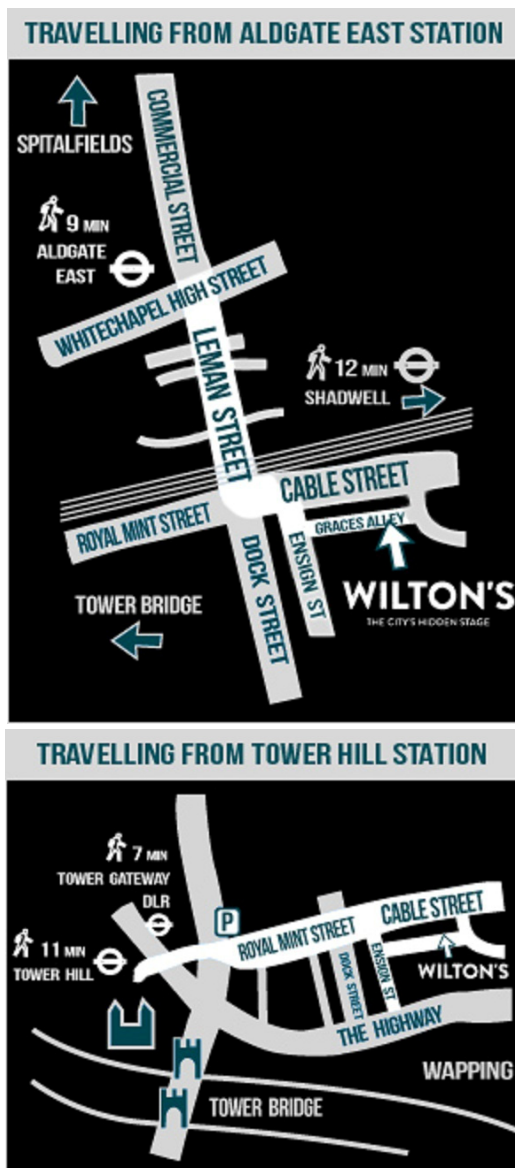 TRAVELLING FROM ALDGATE EAST STATION
SPITALFIELDS
COMMERCIAL STREET
9 MIN
ALDGATE
EAST
WHITECHAPEL HIGH STREET
LEMAN STREET
12 MIN
SHADWELL
CABLE STREET
ROYAL MINT STREET
GRACES ALLEY
ENSIGN ST
DOCK STREET
TOWER BRIDGE
WILTON'S
THE CITY'S HIDDEN STAGE
TRAVELLING FROM TOWER HILL STATION
7 MIN
TOWER GATEWAY
DLR
P
11 MIN
TOWER HILL
ROYAL MINT STREET
CABLE STREET
DOCK STREET
ENSIGN ST
WILTON'S
THE HIGHWAY
WAPPING
TOWER BRIDGE